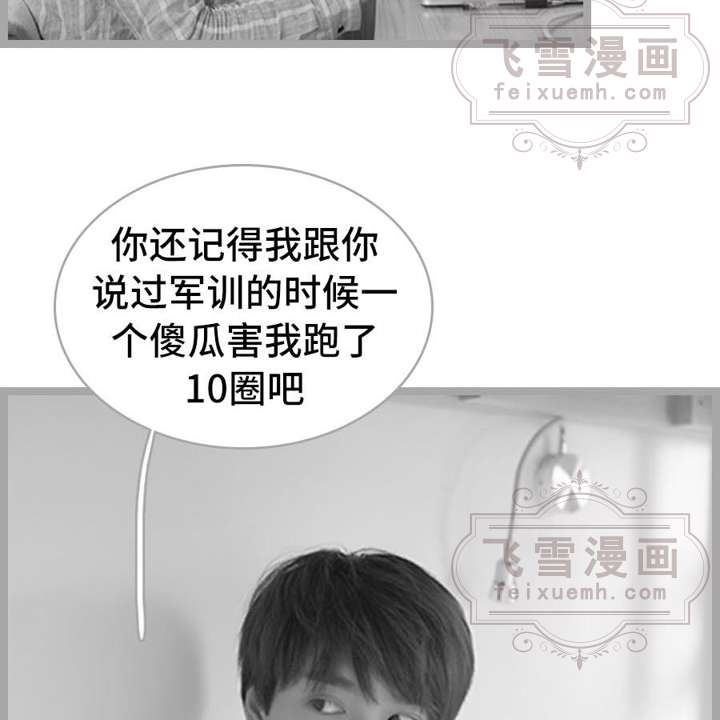 飞雪漫画
feixuemh.com
你还记得我跟你
说过军训的时候一
个傻瓜害我跑了
10圈吧
飞雪漫画
feixuemh.com